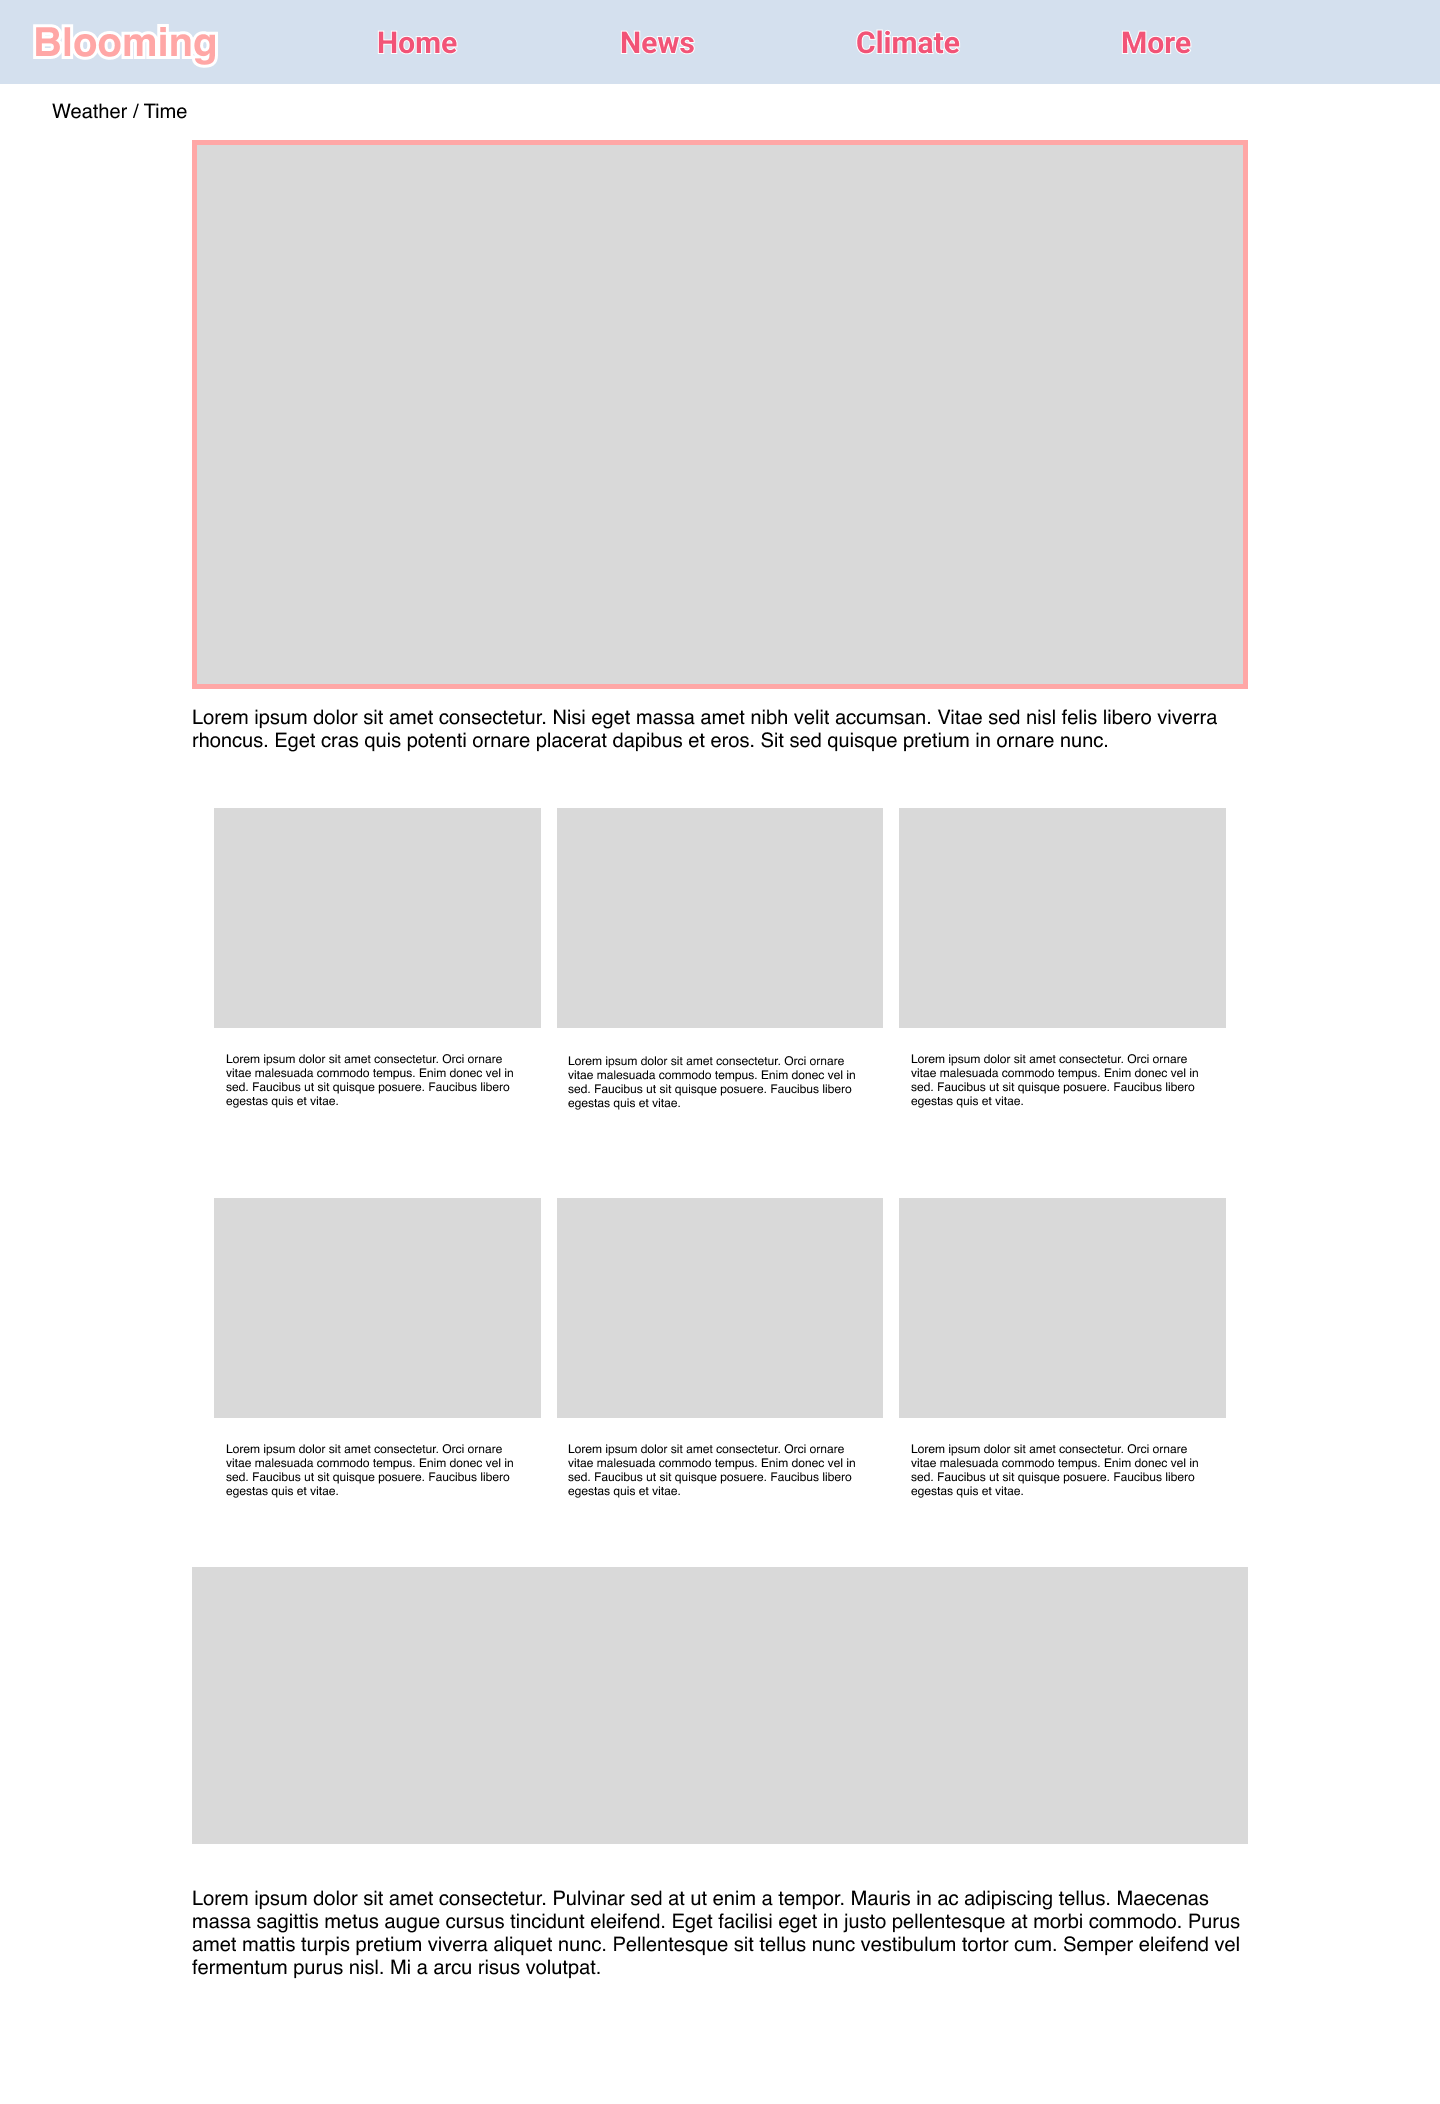 Blooming
Home
News
Climate
More
Weather / Time
Lorem ipsum dolor sit amet consectetur. Nisi eget massa amet nibh velit accumsan. Vitae sed nisl felis libero viverra
rhoncus. Eget cras quis potenti ornare placerat dapibus et eros. Sit sed quisque pretium in ornare nunc.
Lorem ipsum dolor sit amet consectetur. Orci ornare
vitae malesuada commodo tempus. Enim donec vel in
sed. Faucibus ut sit quisque posuere. Faucibus libero
egestas quis et vitae.
Lorem ipsum dolor sit amet consectetur. Orci ornare
vitae malesuada commodo tempus. Enim donec vel in
sed. Faucibus ut sit quisque posuere. Faucibus libero
egestas quis et vitae.
Lorem ipsum dolor sit amet consectetur. Orci ornare
vitae malesuada commodo tempus. Enim donec vel in
sed. Faucibus ut sit quisque posuere. Faucibus libero
egestas quis et vitae.
Lorem ipsum dolor sit amet consectetur. Orci ornare
vitae malesuada commodo tempus. Enim donec vel in
sed. Faucibus ut sit quisque posuere. Faucibus libero
egestas quis et vitae.
Lorem ipsum dolor sit amet consectetur. Orci ornare
vitae malesuada commodo tempus. Enim donec vel in
sed. Faucibus ut sit quisque posuere. Faucibus libero
egestas quis et vitae.
Lorem ipsum dolor sit amet consectetur. Orci ornare
vitae malesuada commodo tempus. Enim donec vel in
sed. Faucibus ut sit quisque posuere. Faucibus libero
egestas quis et vitae.
Lorem ipsum dolor sit amet consectetur. Pulvinar sed at ut enim a tempor. Mauris in ac adipiscing tellus. Maecenas
massa sagittis metus augue cursus tincidunt eleifend. Eget facilisi eget in justo pellentesque at morbi commodo. Purus
amet mattis turpis pretium viverra aliquet nunc. Pellentesque sit tellus nunc vestibulum tortor cum. Semper eleifend vel
fermentum purus nisl. Mi a arcu risus volutpat.